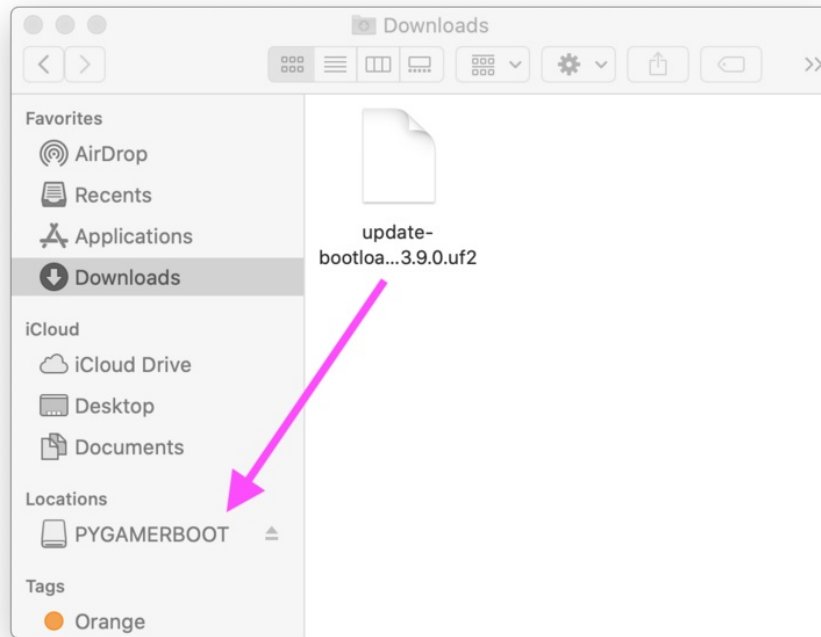 Downloads
Favorites
AirDrop
Recents
Applications
Downloads
iCloud
iCloud Drive
Desktop
Documents
Locations
PYGAMERBOOT
Tags
Orange
update-
bootloa...3.9.0.uf2